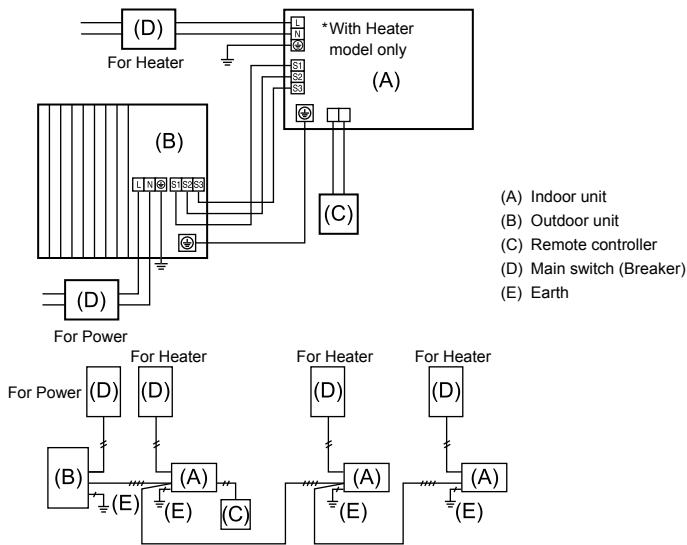 (D)
For Heater
L
N
S1
S2
S3
*With Heater
model only
(A)
(B)
L N S1 S2 S3
(C)
(D)
For Power
(A) Indoor unit
(B) Outdoor unit
(C) Remote controller
(D) Main switch (Breaker)
(E) Earth
For Heater For Heater For Heater
For Power (D) (D) (D) (D)
(B) (A) (A) (A)
(E) (E) (C) (E) (E)